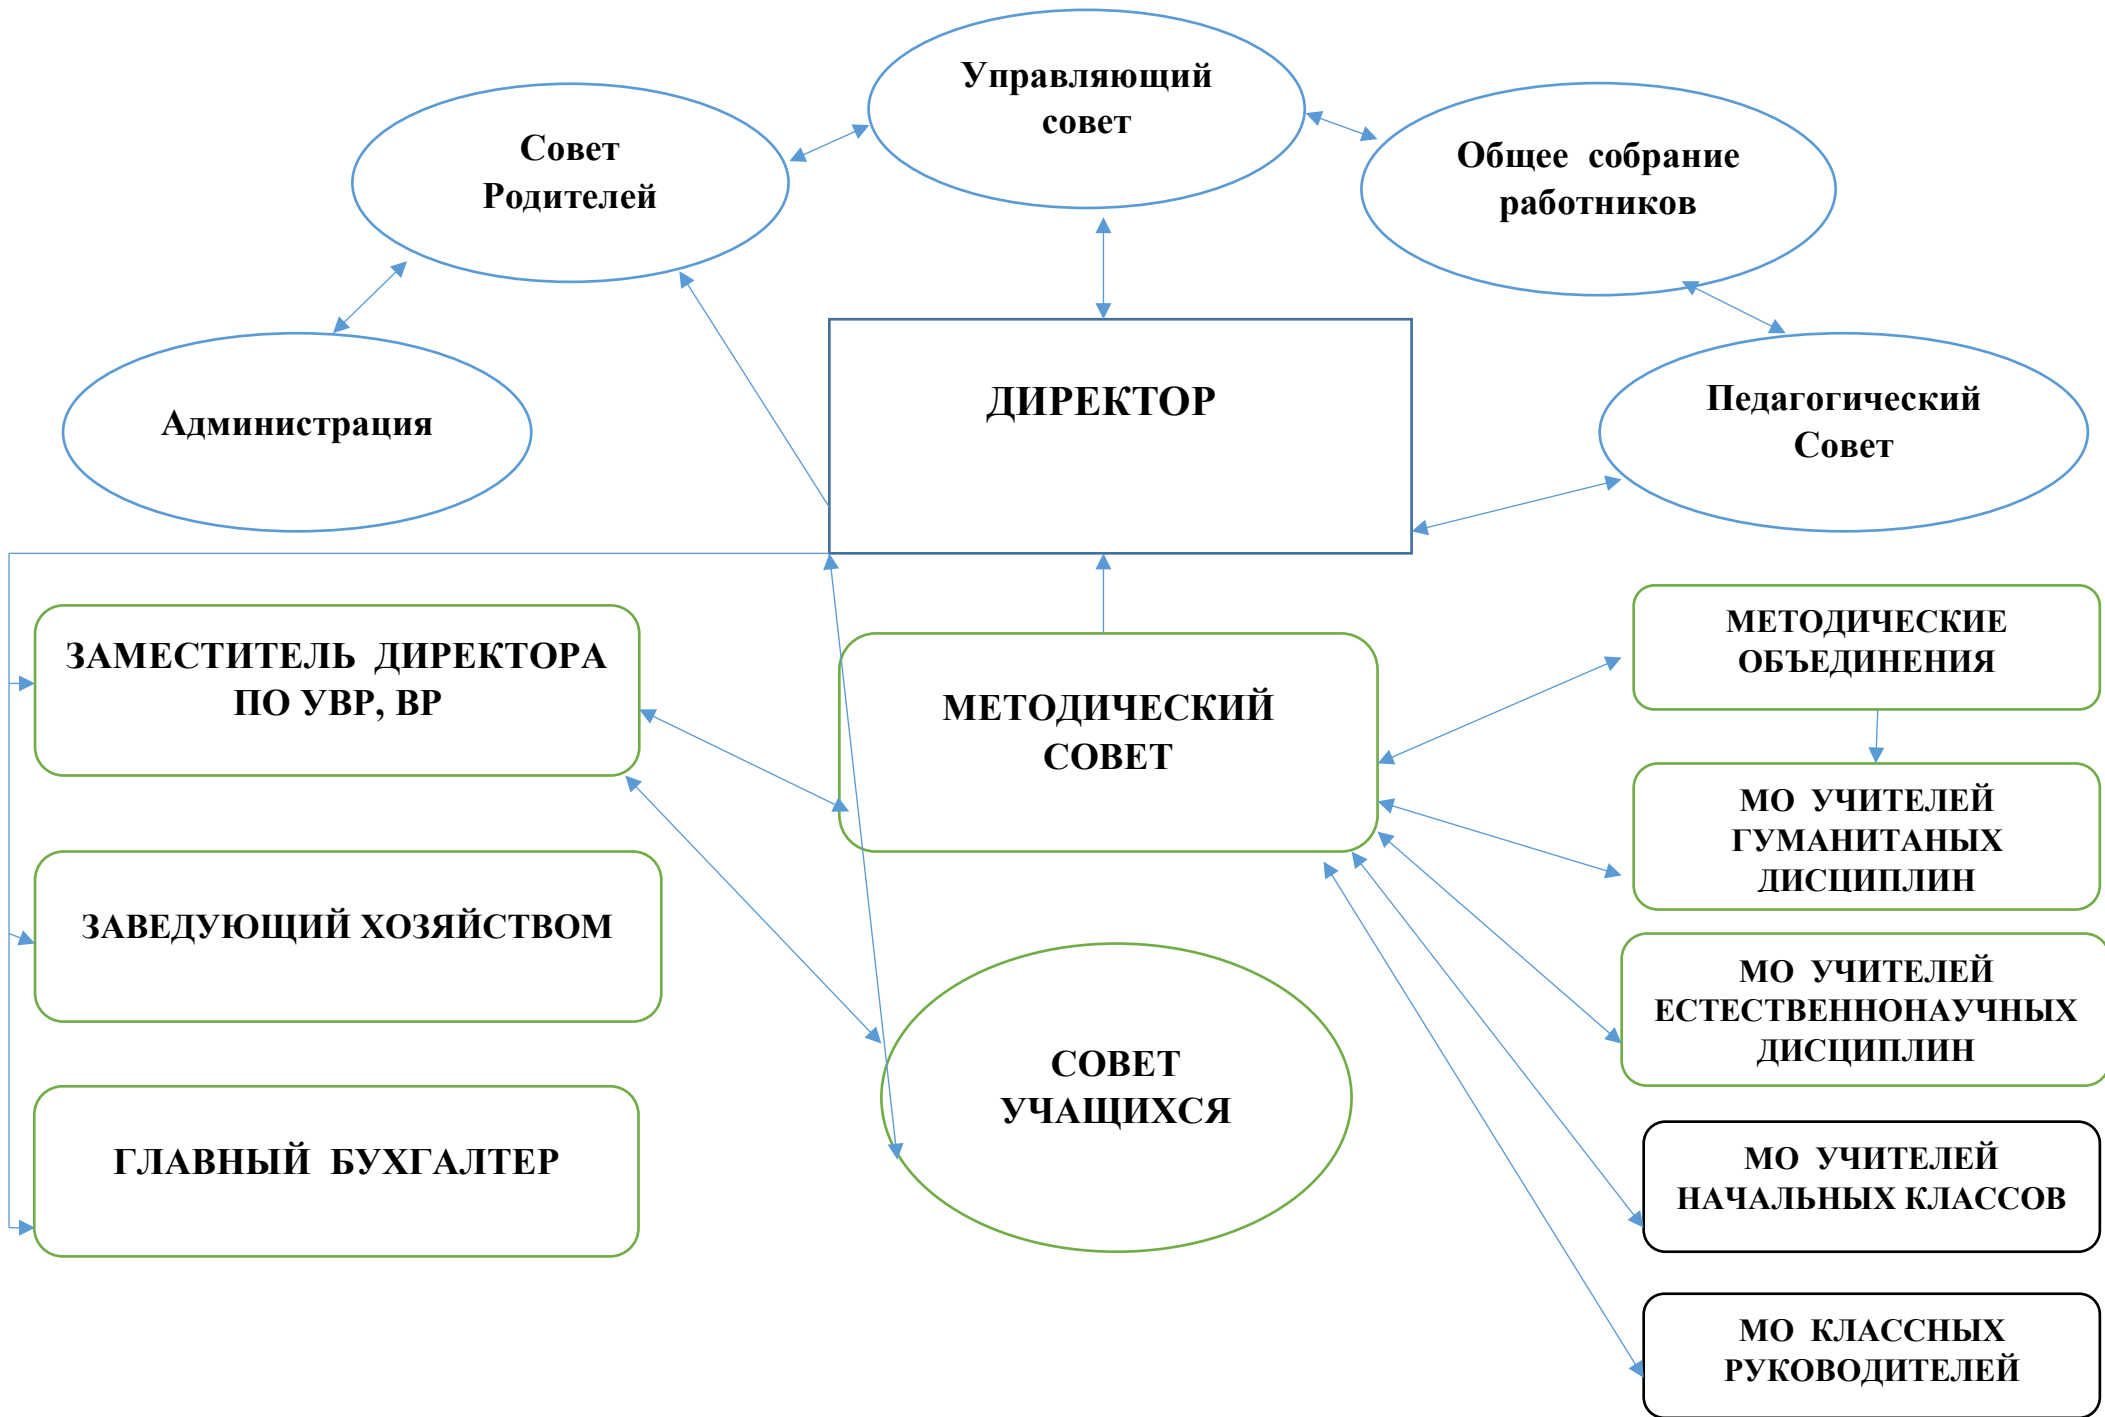 Управляющий
совет
Совет
Родителей
Общее собрание
работников
Администрация
ДИРЕКТОР
Педагогический
Совет
ЗАМЕСТИТЕЛЬ ДИРЕКТОРА
ПО УВР, ВР
МЕТОДИЧЕСКИЙ
СОВЕТ
МЕТОДИЧЕСКИЕ
ОБЪЕДИНЕНИЯ
МО УЧИТЕЛЕЙ
ГУМАНИТАНЫХ
ДИСЦИПЛИН
ЗАВЕДУЮЩИЙ ХОЗЯЙСТВОМ
МО УЧИТЕЛЕЙ
ЕСТЕСТВЕННОНАУЧНЫХ
ДИСЦИПЛИН
СОВЕТ
УЧАЩИХСЯ
ГЛАВНЫЙ БУХГАЛТЕР
МО УЧИТЕЛЕЙ
НАЧАЛЬНЫХ КЛАССОВ
МО КЛАССНЫХ
РУКОВОДИТЕЛЕЙ